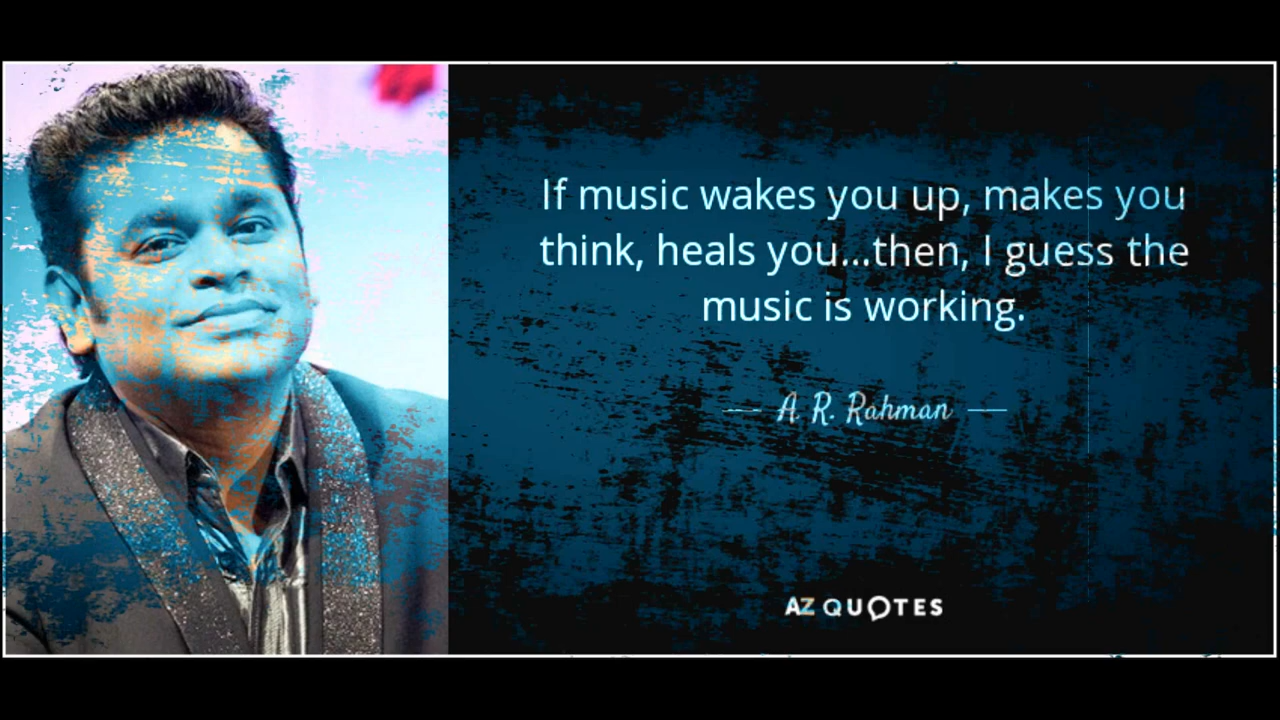 If music wakes you up, makes you
think, heals you...then, I guess the
music is working.
— A. R. Rahman —
AZ QUOTES